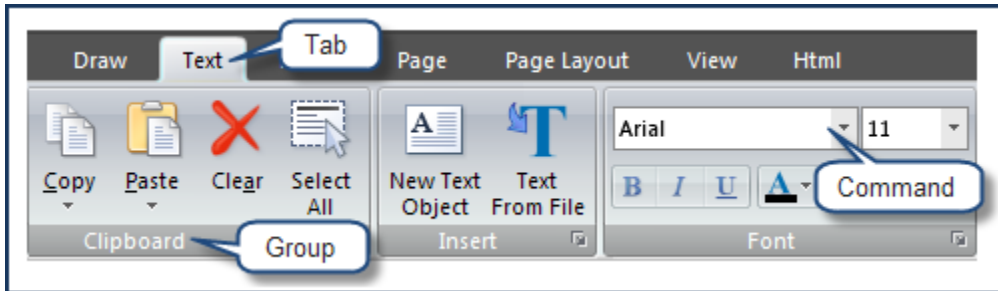 Draw Text Tab Page Page Layout View Html
A T Arial 11
Copy Paste Clear Select New Text Text B I U A Command
All Object From File
Clipboard Group Insert Font